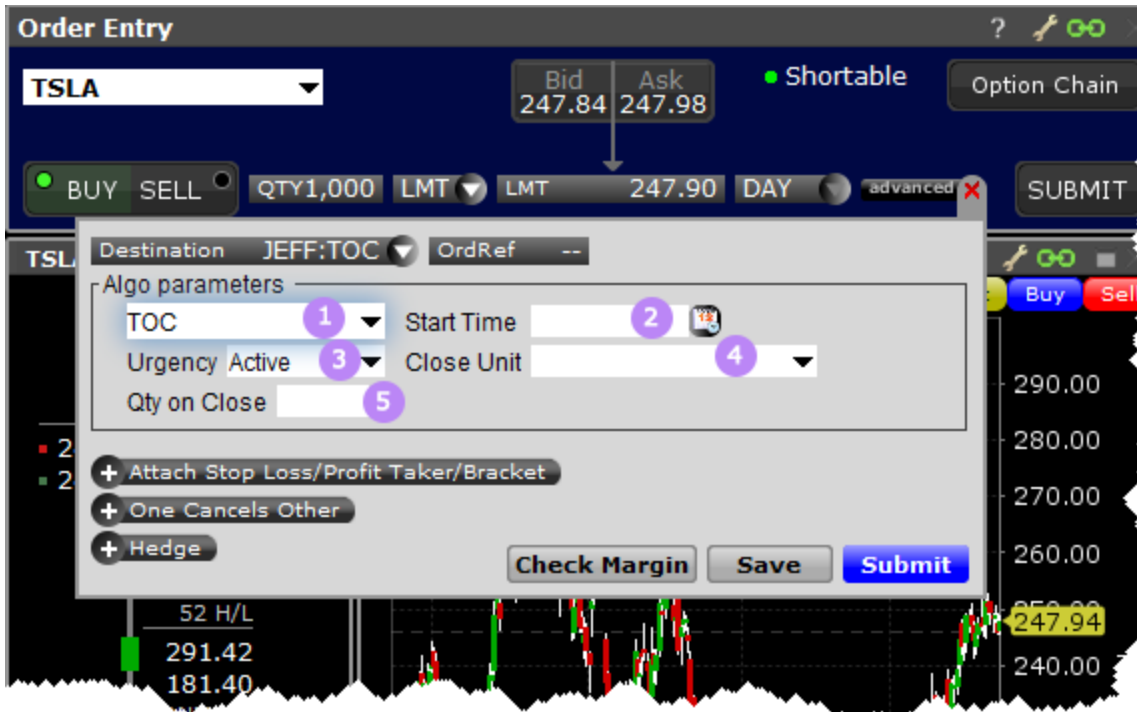 Order Entry ?
TSLA Bid Ask Shortable Option Chain
247.84 247.98
BUY SELL QTY1,000 LMT LMT 247.90 DAY advanced SUBMIT
Destination JEFF:TOC OrdRef --
TSL
Algo parameters
Buy Sell
TOC 1 Start Time 2
Urgency Active 3 Close Unit 4
Qty on Close 5
290.00
280.00
2
Attach Stop Loss/Profit Taker/Bracket
2
270.00
One Cancels Other
Hedge
260.00
Check Margin Save Submit
52 H/L
247.94
291.42
240.00
181.40